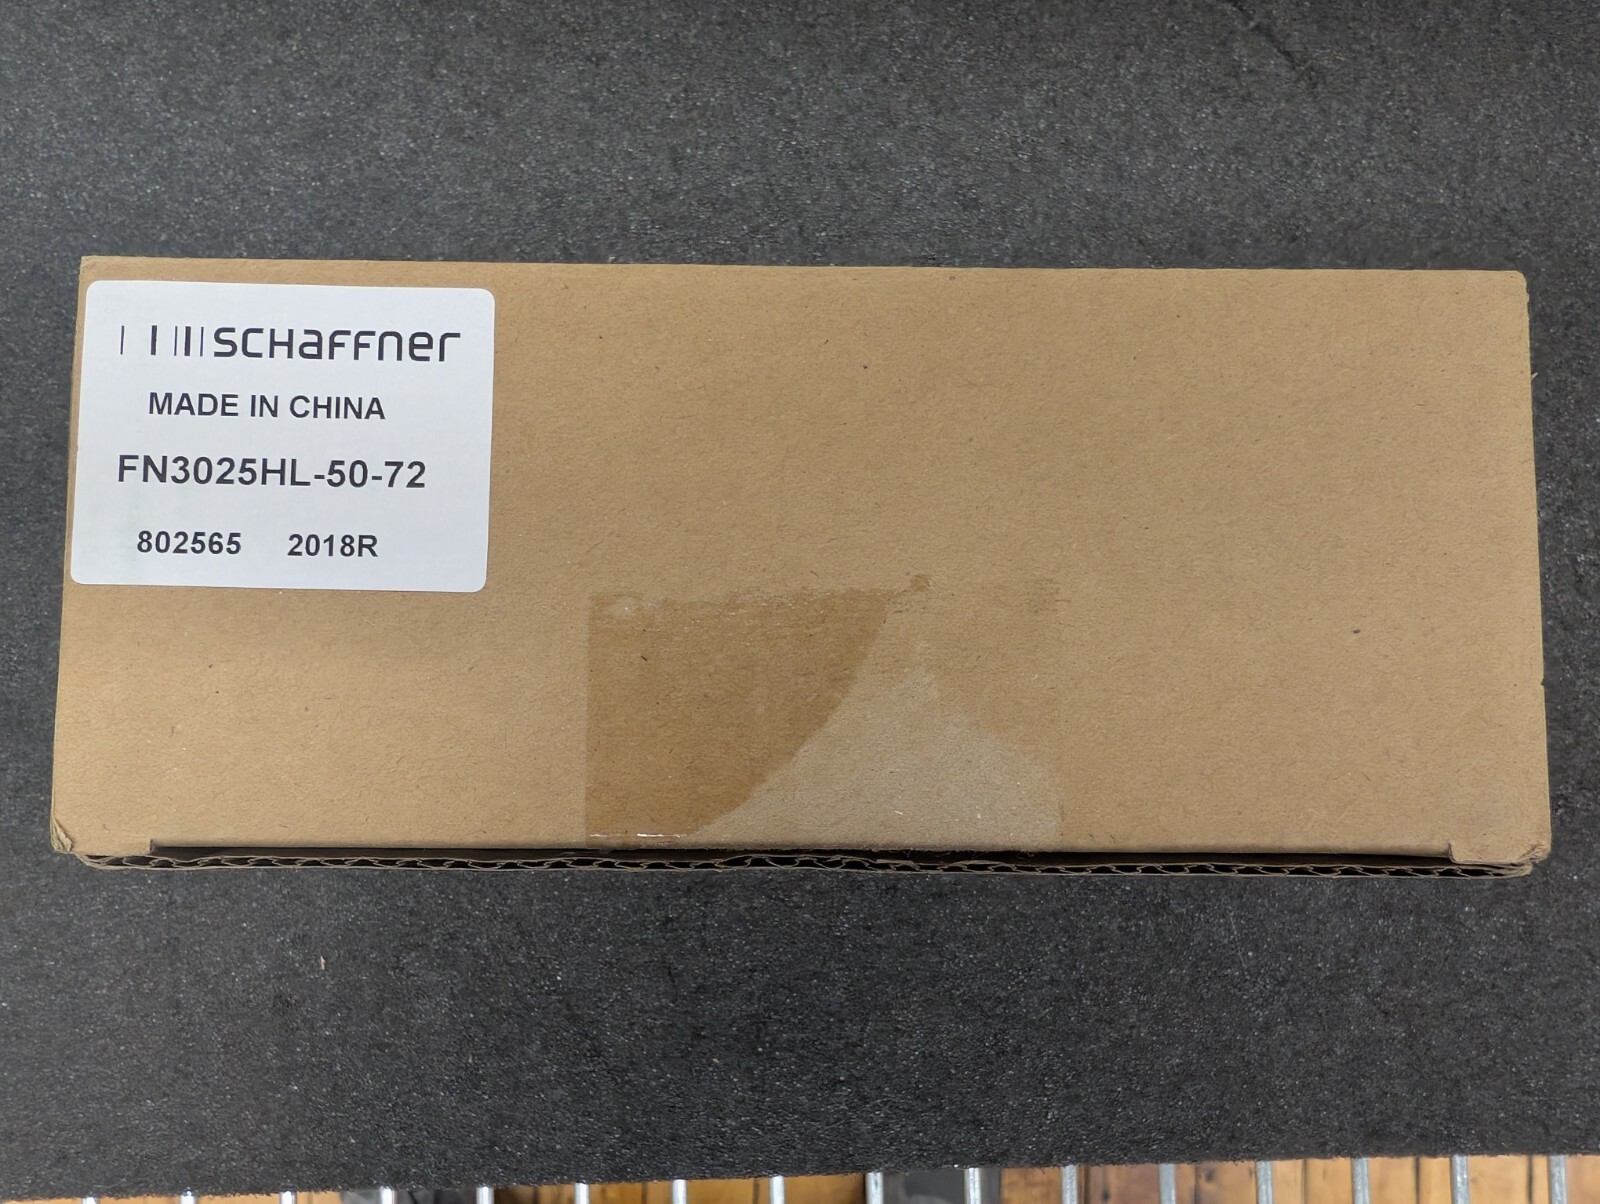 SCHAFFNER
MADE IN CHINA
FN3025HL-50-72
802565 2018R